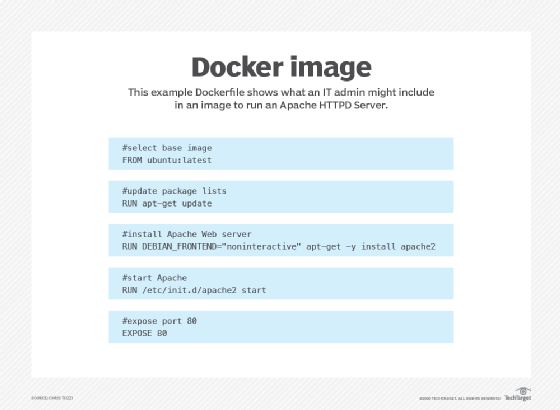 Docker image
This example Dockerfile shows what an IT admin might include
in an image to run an Apache HTTPD Server.
#select base image
FROM ubuntu:latest
#update package lists
RUN apt-get update
#install Apache Web server
RUN DEBIAN_FRONTEND="noninteractive" apt-get -y install apache2
#start Apache
RUN /etc/init.d/apache2 start
#expose port 80
EXPOSE 80
TechTarget